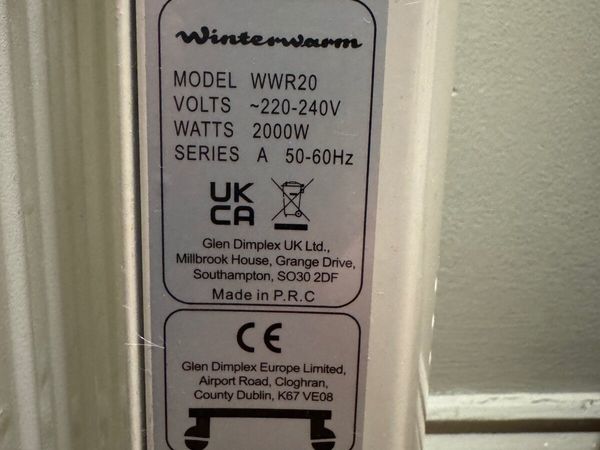 Winterwarm
MODEL WWR20
VOLTS ~220-240V
WATTS 2000W
SERIES A 50-60Hz
UK
CA
Glen Dimplex UK Ltd.,
Millbrook House, Grange Drive,
Southampton, SO30 2DF
Made in P.R.C
CE
Glen Dimplex Europe Limited,
Airport Road, Cloghran,
County Dublin, K67 VE08